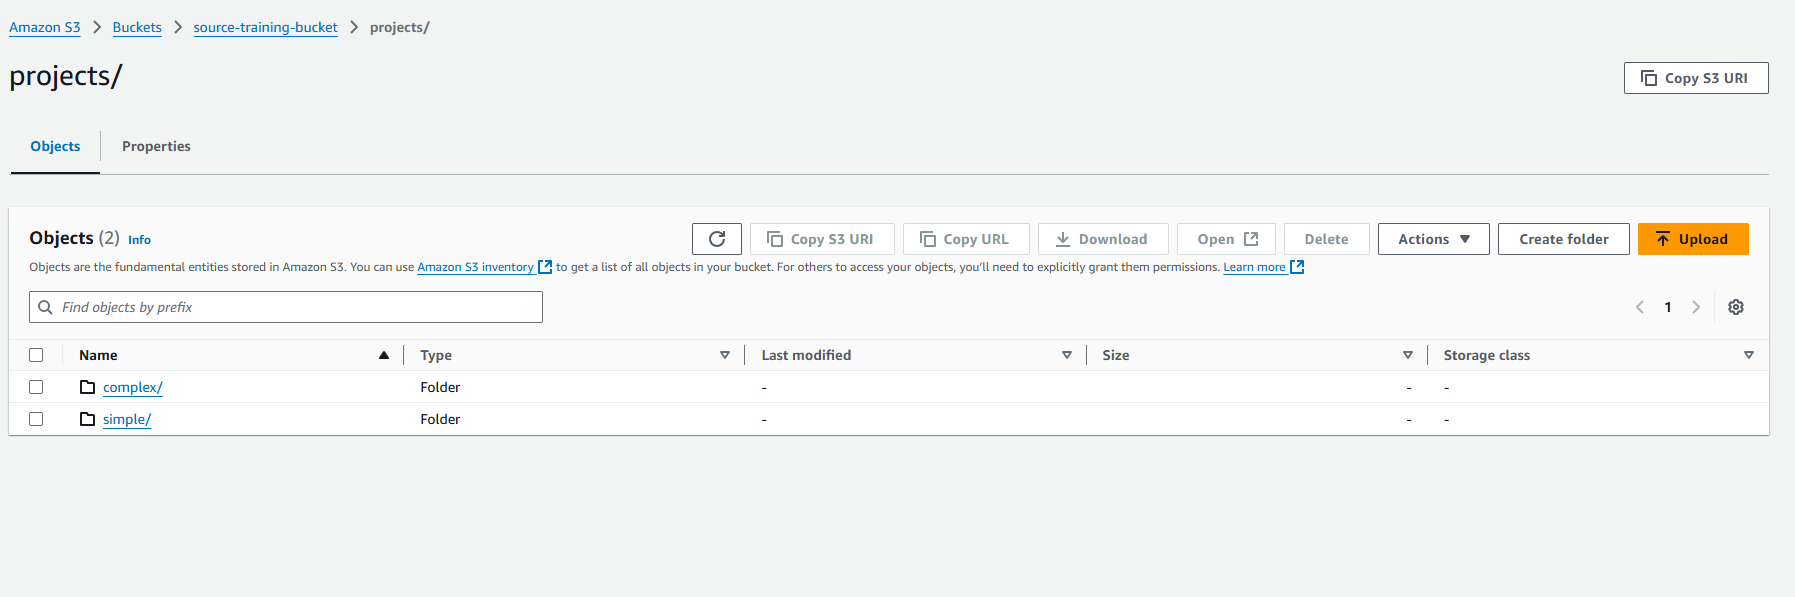 Amazon S3 > Buckets > source-training-bucket > projects/
projects/
Copy S3 URI
Objects Properties
Objects (2) Info
Copy S3 URI Copy URL Download Open Delete Actions Create folder Upload
Objects are the fundamental entities stored in Amazon S3. You can use Amazon S3 inventory to get a list of all objects in your bucket. For others to access your objects, you'll need to explicitly grant them permissions. Learn more
Find objects by prefix
1
Name Type Last modified Size Storage class
complex/ Folder - - -
simple/ Folder - - -